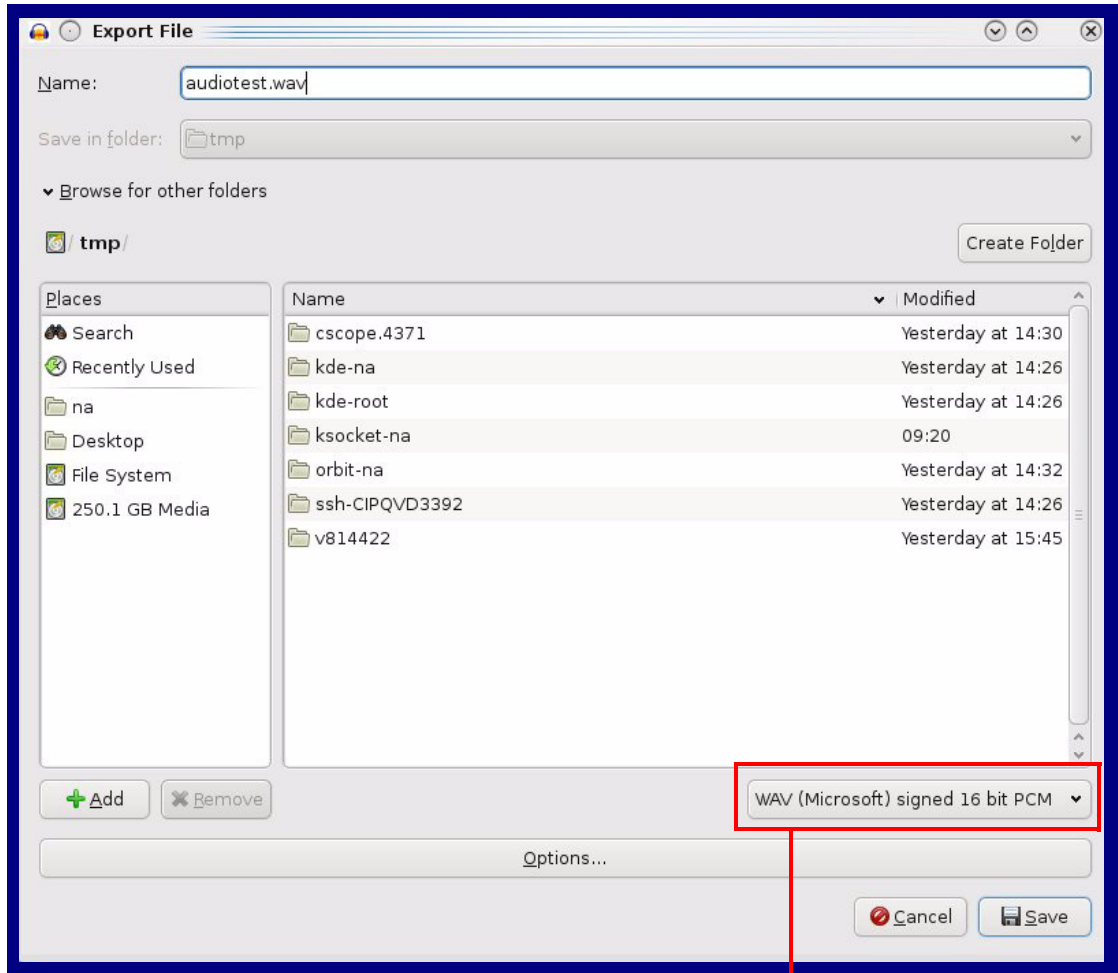 Export File
Name: audiotest.wav
Save in folder: tmp
Browse for other folders
/ tmp /
Create Folder
Places
Search
Recently Used
na
Desktop
File System
250.1 GB Media
Name Modified
cscope.4371 Yesterday at 14:30
kde-na Yesterday at 14:26
kde-root Yesterday at 14:26
ksocket-na 09:20
orbit-na Yesterday at 14:32
ssh-CIPQVD3392 Yesterday at 14:26
v814422 Yesterday at 15:45
Add Remove
WAV (Microsoft) signed 16 bit PCM
Options...
Cancel Save